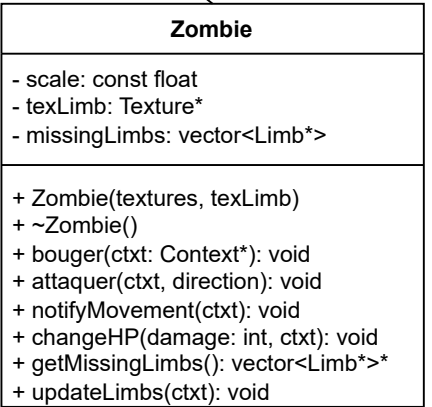 Zombie
- scale: const float
- texLimb: Texture*
- missingLimbs: vector<Limb*>
+ Zombie(textures, texLimb)
+ ~Zombie()
+ bouger(ctxt: Context*): void
+ attaquer(ctxt, direction): void
+ notifyMovement(ctxt): void
+ changeHP(damage: int, ctxt): void
+ getMissingLimbs(): vector<Limb*>*
+ updateLimbs(ctxt): void